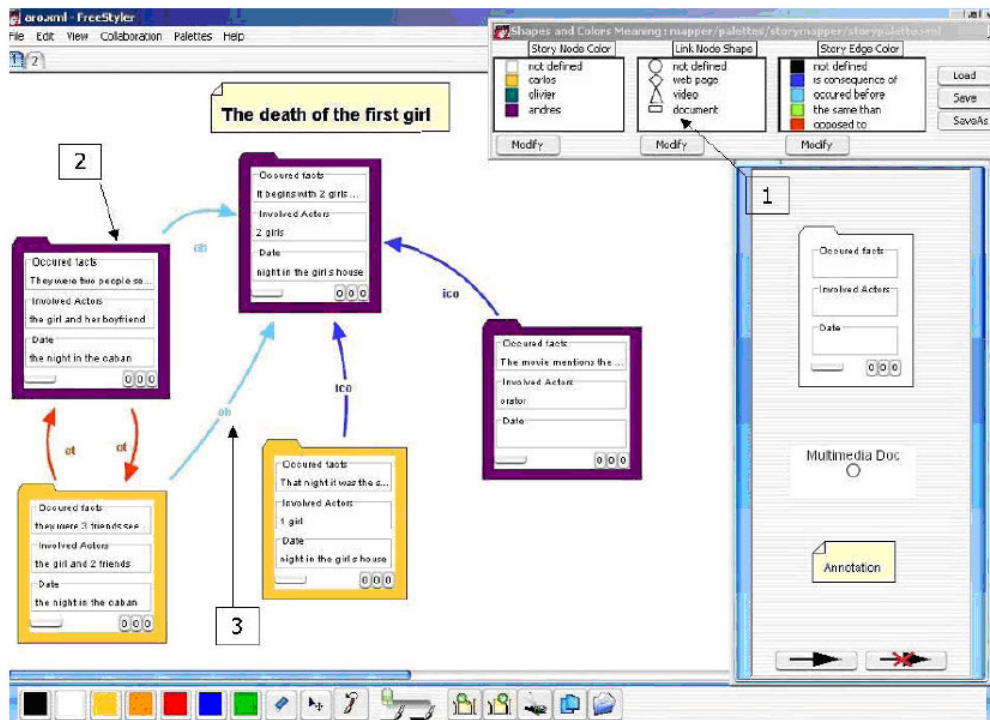 aro.xml - FreeStyler
File Edit View Collaboration Palettes Help
1 2
Shapes and Colors Meaning : mapper/palettes/storymapper/storypalette.xml
Story Node Color
not defined
carlos
olivier
andres
Modify
Link Node Shape
not defined
web page
video
document
Modify
Story Edge Color
not defined
is consequence of
occured before
the same than
opposed to
Modify
Load
Save
SaveAs
The death of the first girl
2
1
Occured facts
It begins with 2 girls ...
Involved Actors
2 girls
Date
night in the girl s house
0 0 0
ob
Occured facts
They were two people se...
Involved Actors
the girl and her boyfriend
Date
the night in the caban
0 0 0
ico
Occured facts
The movie mentions the ...
Involved Actors
orator
Date
0 0 0
ico
ob
ot
ot
Occured facts
they were 3 friends see...
Involved Actors
the girl and 2 friends
Date
the night in the caban
0 0 0
Occured facts
That night it was the s...
Involved Actors
1 girl
Date
night in the girl s house
0 0 0
3
Occured facts
Involved Actors
Date
0 0 0
Multimedia Doc
Annotation